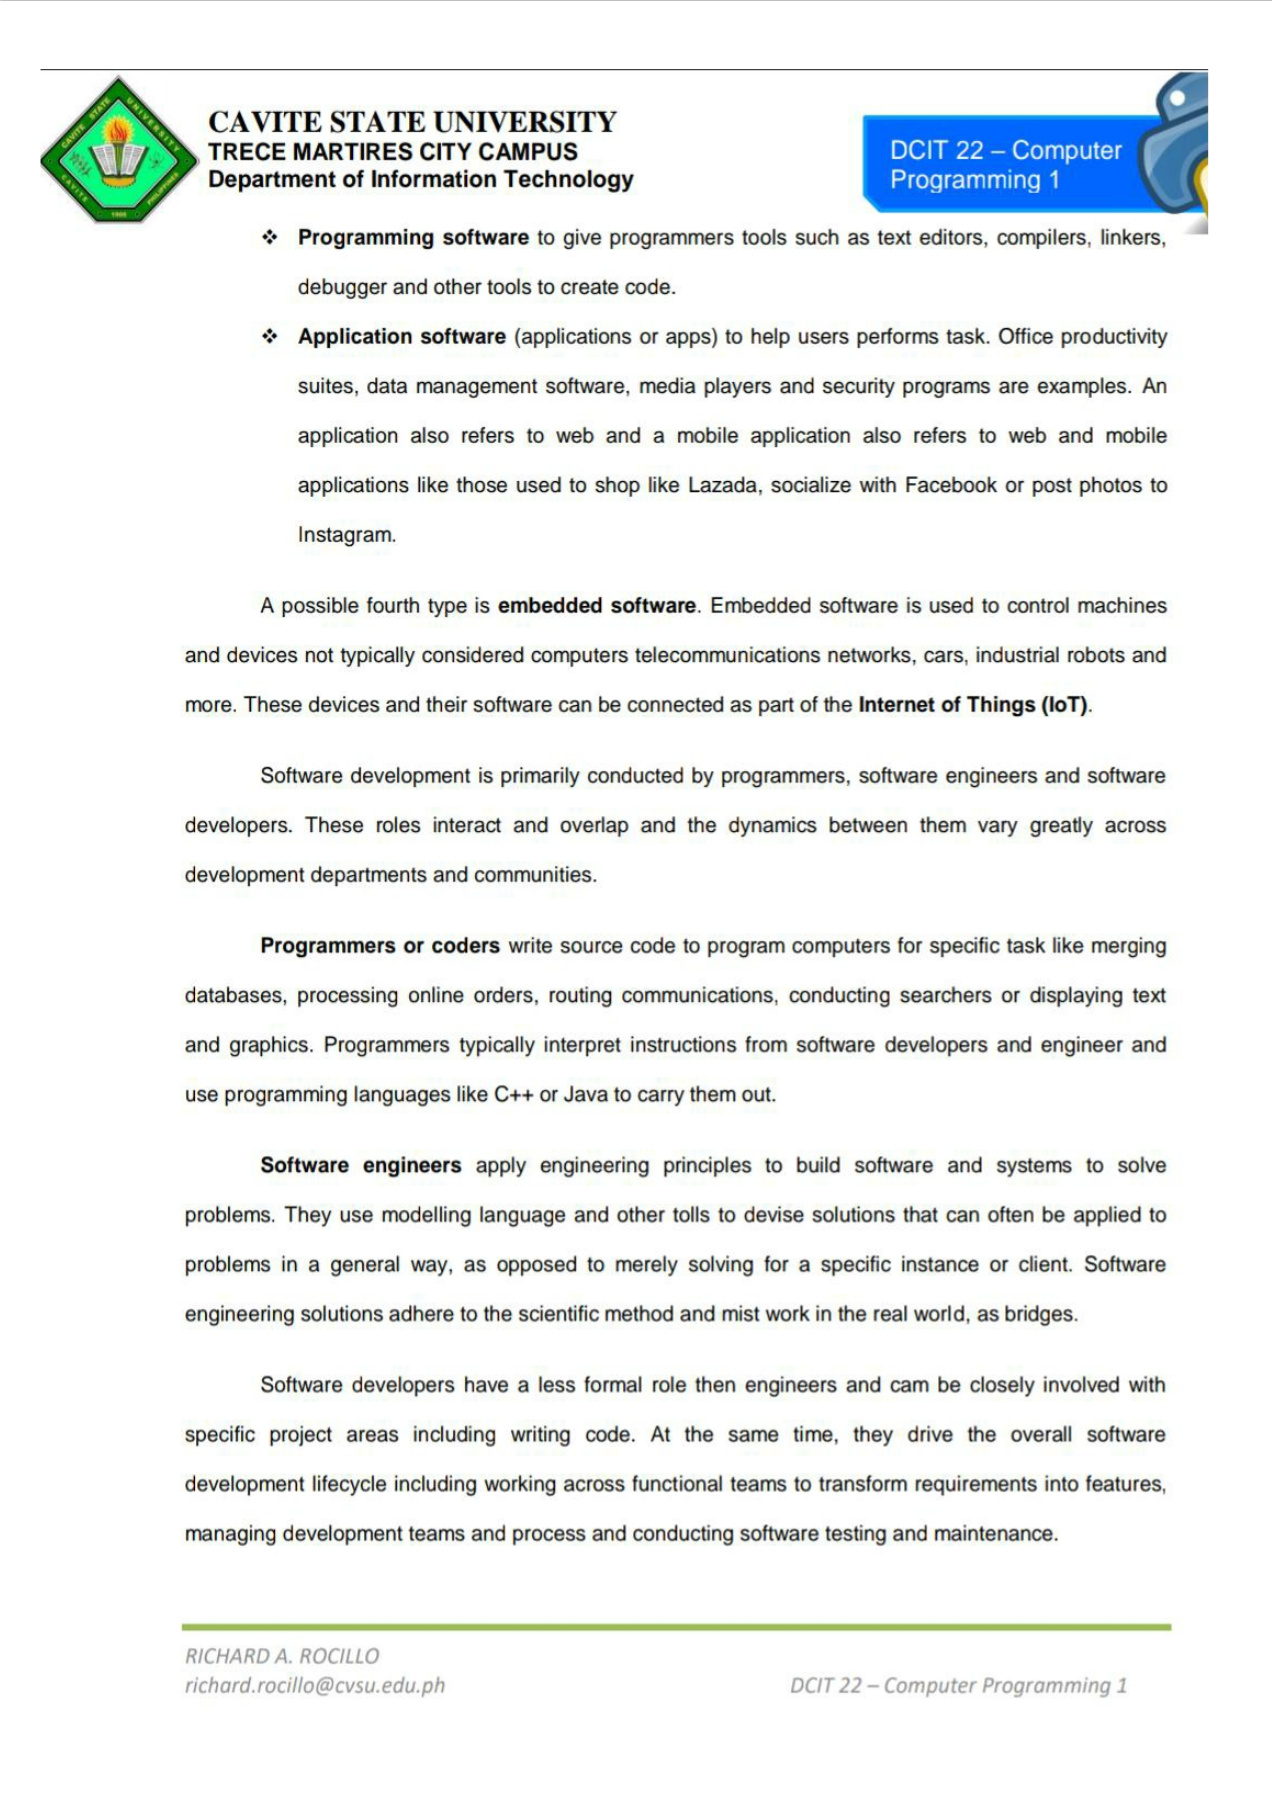 CAVITE STATE UNIVERSITY
TRECE MARTIRES CITY CAMPUS
Department of Information Technology
DCIT 22 – Computer
Programming 1
CAVITE STATE UNIVERSITY
CAVITE
PHILIPPINES
1906
❖ Programming software to give programmers tools such as text editors, compilers, linkers,
debugger and other tools to create code.
❖ Application software (applications or apps) to help users performs task. Office productivity
suites, data management software, media players and security programs are examples. An
application also refers to web and a mobile application also refers to web and mobile
applications like those used to shop like Lazada, socialize with Facebook or post photos to
Instagram.
A possible fourth type is embedded software. Embedded software is used to control machines
and devices not typically considered computers telecommunications networks, cars, industrial robots and
more. These devices and their software can be connected as part of the Internet of Things (IoT).
Software development is primarily conducted by programmers, software engineers and software
developers. These roles interact and overlap and the dynamics between them vary greatly across
development departments and communities.
Programmers or coders write source code to program computers for specific task like merging
databases, processing online orders, routing communications, conducting searchers or displaying text
and graphics. Programmers typically interpret instructions from software developers and engineer and
use programming languages like C++ or Java to carry them out.
Software engineers apply engineering principles to build software and systems to solve
problems. They use modelling language and other tolls to devise solutions that can often be applied to
problems in a general way, as opposed to merely solving for a specific instance or client. Software
engineering solutions adhere to the scientific method and mist work in the real world, as bridges.
Software developers have a less formal role then engineers and cam be closely involved with
specific project areas including writing code. At the same time, they drive the overall software
development lifecycle including working across functional teams to transform requirements into features,
managing development teams and process and conducting software testing and maintenance.
RICHARD A. ROCILLO
richard.rocillo@cvsu.edu.ph
DCIT 22 – Computer Programming 1